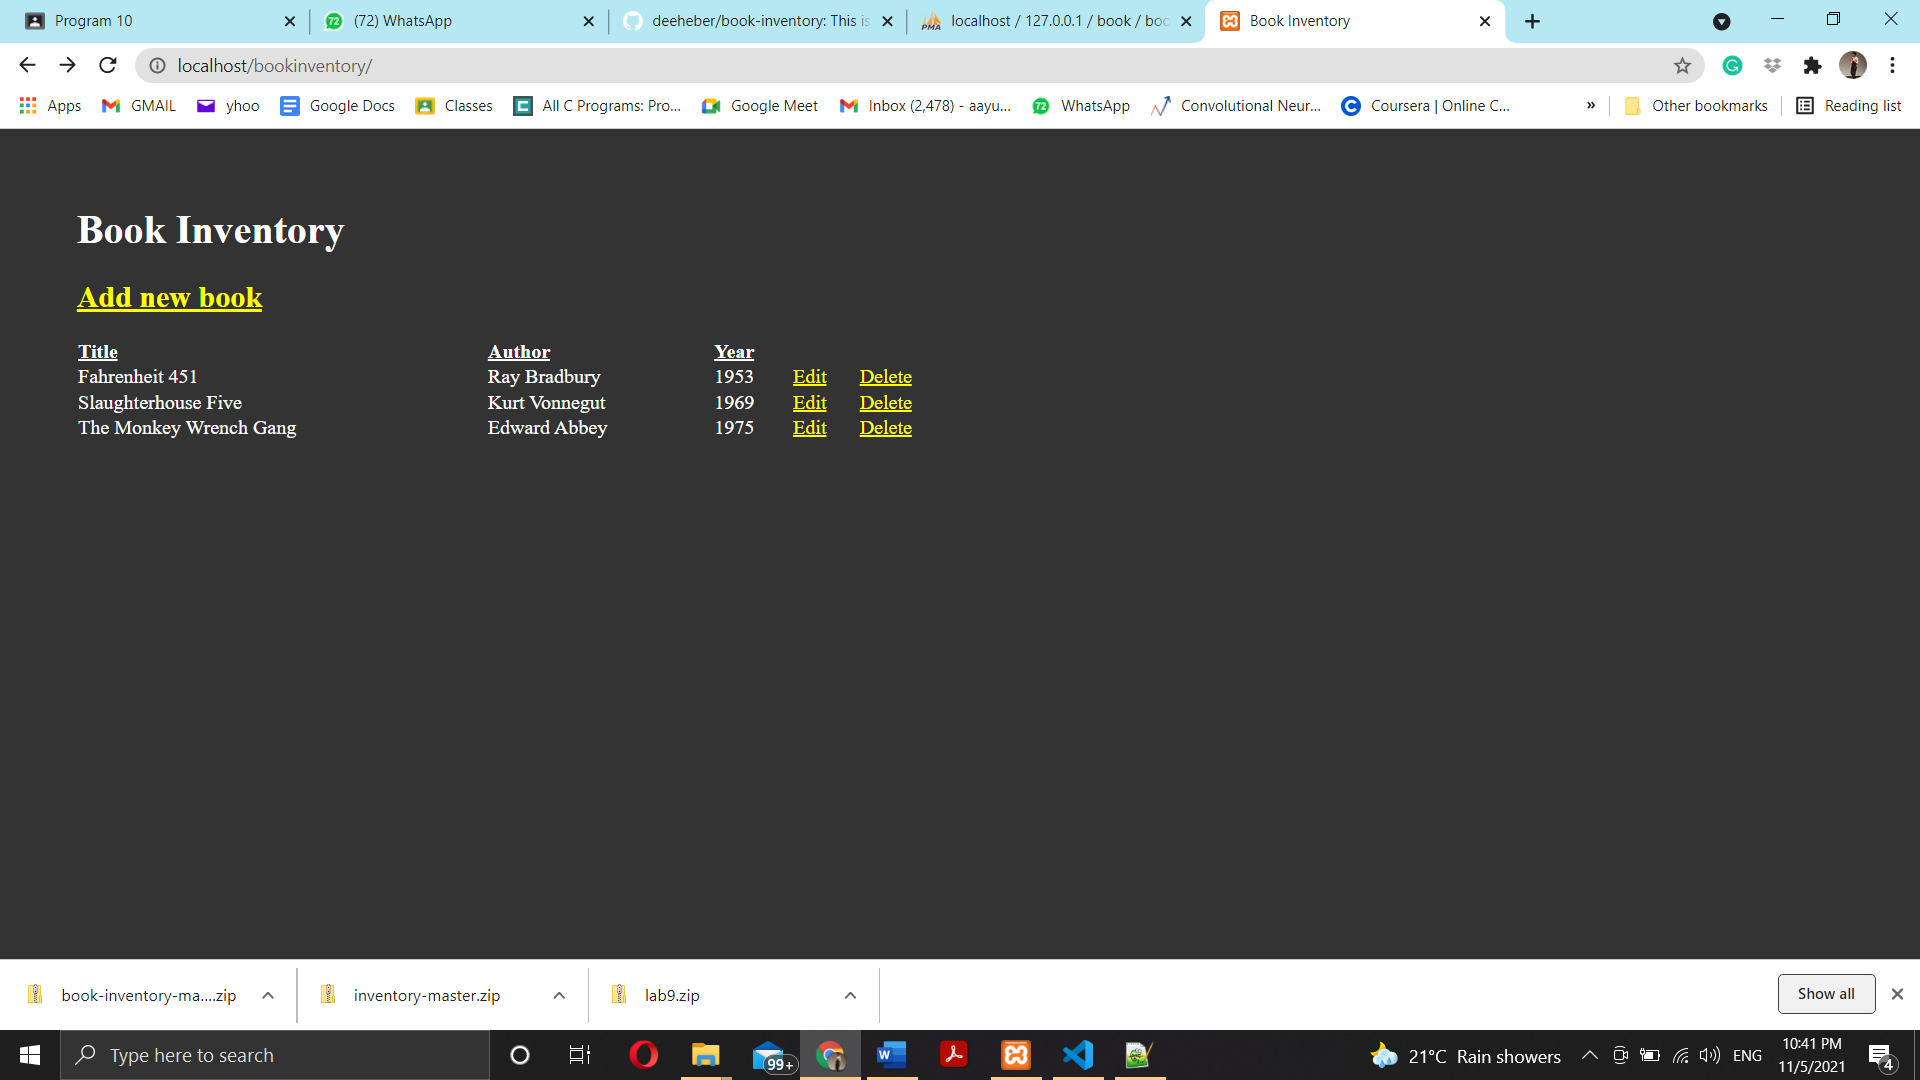 Program 10
(72) WhatsApp
deeheber/book-inventory: This is
localhost / 127.0.0.1 / book / boo
Book Inventory
localhost/bookinventory/
Apps
GMAIL
yhoo
Google Docs
Classes
All C Programs: Pro...
Google Meet
Inbox (2,478) - aayu...
72
WhatsApp
Convolutional Neur...
Coursera | Online C...
»
Other bookmarks
Reading list
Book Inventory
Add new book
Title Author Year
Fahrenheit 451 Ray Bradbury 1953 Edit Delete
Slaughterhouse Five Kurt Vonnegut 1969 Edit Delete
The Monkey Wrench Gang Edward Abbey 1975 Edit Delete
book-inventory-ma....zip
inventory-master.zip
lab9.zip
Show all
Type here to search
99+
21°C Rain showers
ENG
10:41 PM
11/5/2021
4